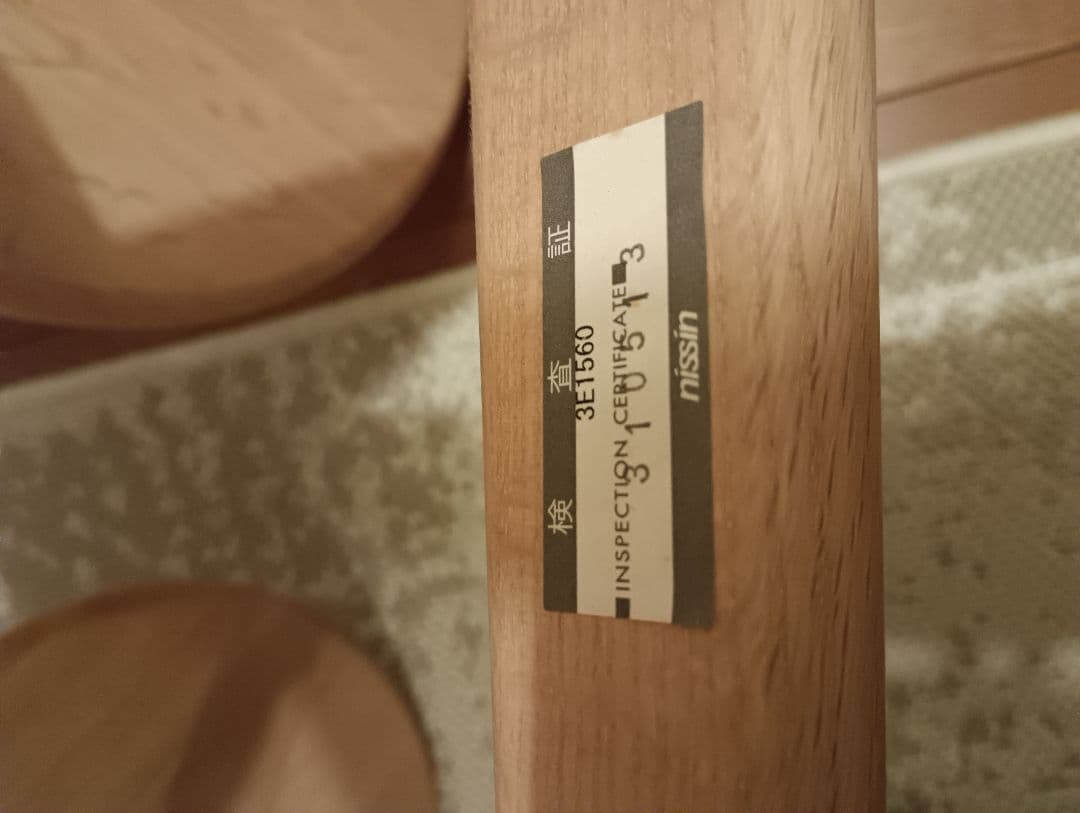 検 査 証
3E1560
INSPECTION CERTIFICATE
3 1 0 5 1 3
nissin